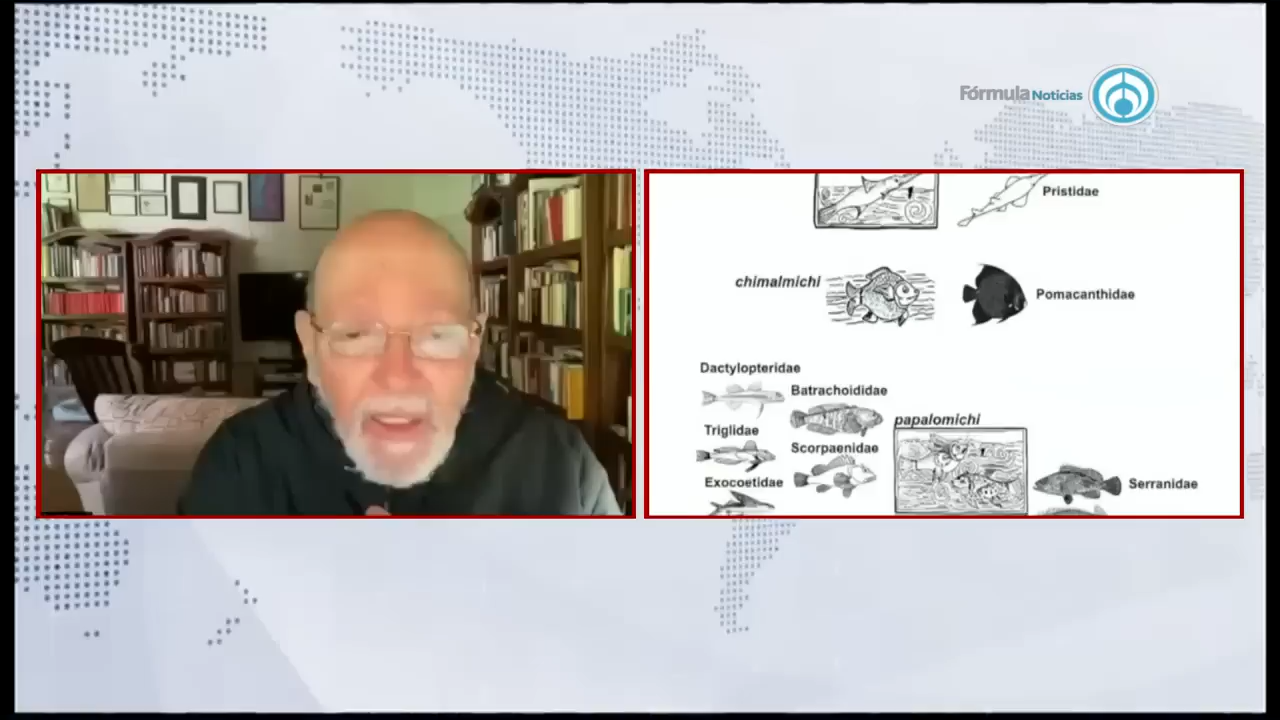 Fórmula Noticias
Pristidae
chimalmichi
Pomacanthidae
Dactylopteridae
Batrachoididae
Triglidae
papalomichi
Scorpaenidae
Exocoetidae
Serranidae